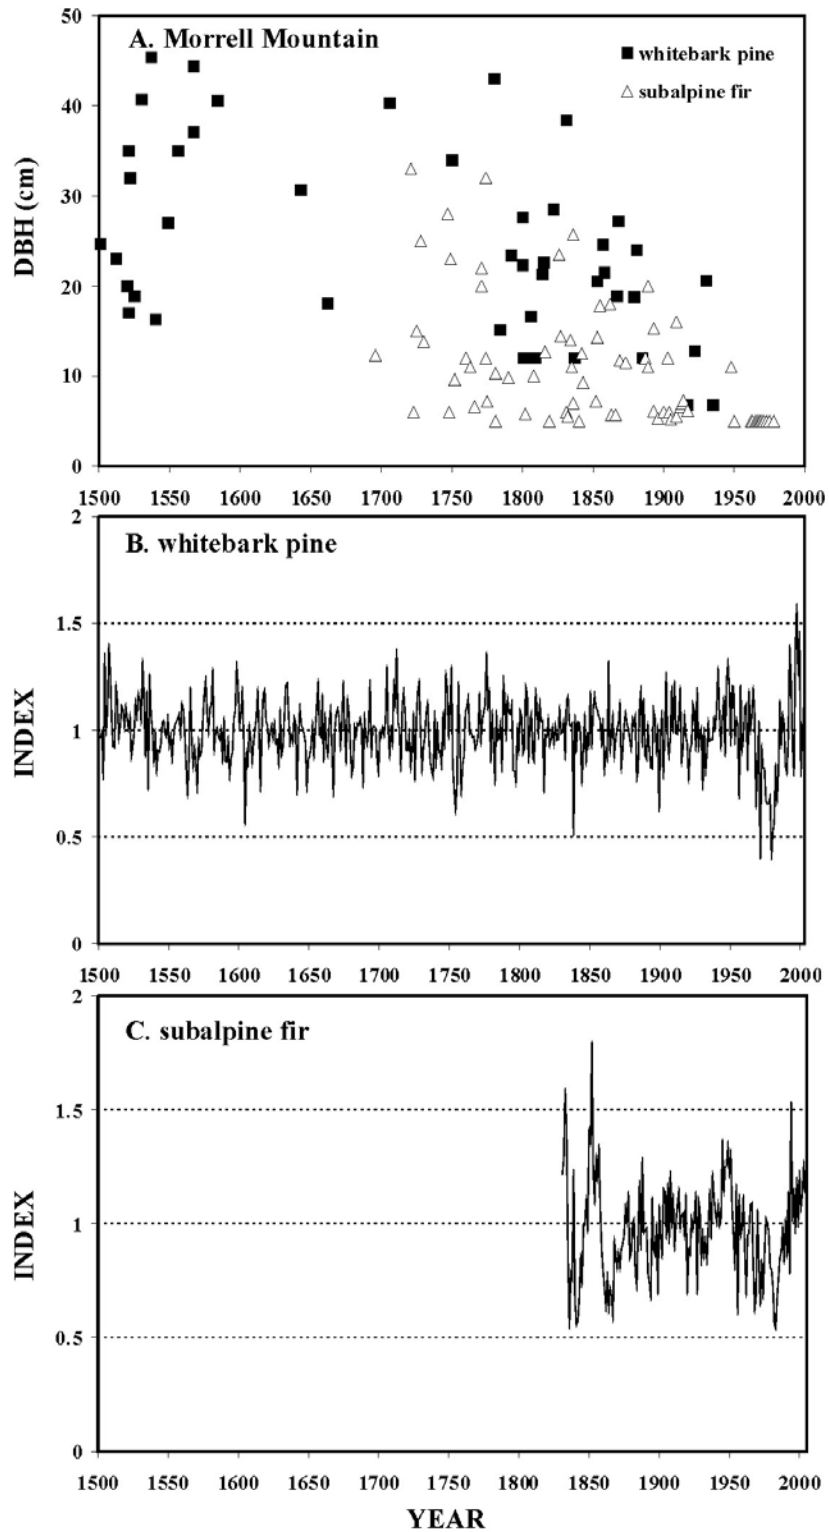 50
A. Morrell Mountain
whitebark pine
subalpine fir
40
30
20
10
0
DBH (cm)
1500 1550 1600 1650 1700 1750 1800 1850 1900 1950 2000
2
B. whitebark pine
1.5
1
0.5
0
INDEX
1500 1550 1600 1650 1700 1750 1800 1850 1900 1950 2000
2
C. subalpine fir
1.5
1
0.5
0
INDEX
1500 1550 1600 1650 1700 1750 1800 1850 1900 1950 2000
YEAR